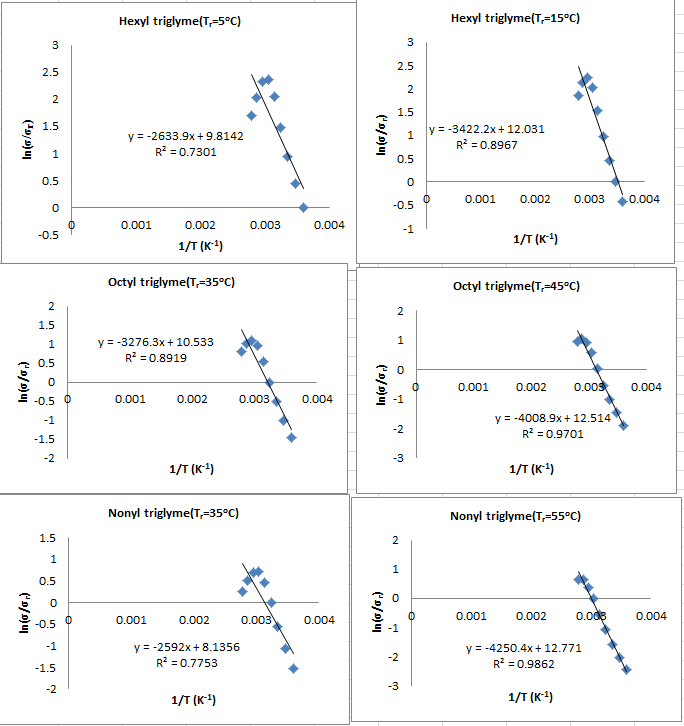 Hexyl triglyme(Tr=5°C)
3
2.5
2
1.5
1
0.5
0
-0.5
ln(σ/σr)
y = -2633.9x + 9.8142
R² = 0.7301
0
0.001
0.002
0.003
0.004
1/T (K-1)
Hexyl triglyme(Tr=15°C)
3
2.5
2
1.5
1
0.5
0
-0.5
-1
ln(σ/σr)
y = -3422.2x + 12.031
R² = 0.8967
0
0.001
0.002
0.003
0.004
1/T (K-1)
Octyl triglyme(Tr=35°C)
2
1.5
1
0.5
0
-0.5
-1
-1.5
-2
ln(σ/σr)
y = -3276.3x + 10.533
R² = 0.8919
0
0.001
0.002
0.003
0.004
1/T (K-1)
Octyl triglyme(Tr=45°C)
2
1
0
-1
-2
-3
ln(σ/σr)
0
0.001
0.002
0.003
0.004
y = -4008.9x + 12.514
R² = 0.9701
1/T (K-1)
Nonyl triglyme(Tr=35°C)
1.5
1
0.5
0
-0.5
-1
-1.5
-2
ln(σ/σr)
0
0.001
0.002
0.003
0.004
y = -2592x + 8.1356
R² = 0.7753
1/T (K-1)
Nonyl triglyme(Tr=55°C)
2
1
0
-1
-2
-3
ln(σ/σr)
0
0.001
0.002
0.003
0.004
y = -4250.4x + 12.771
R² = 0.9862
1/T (K-1)